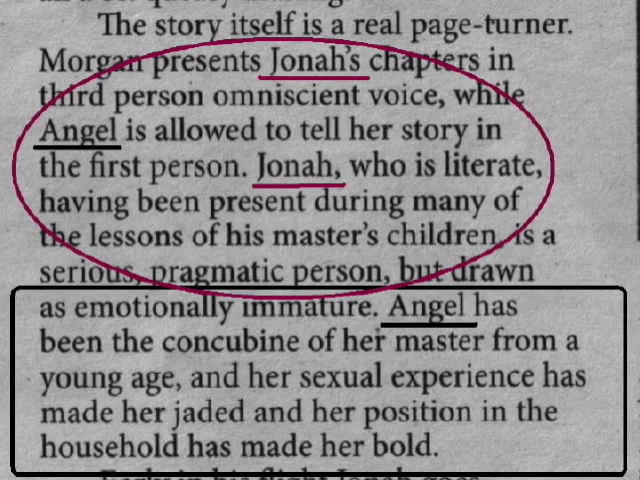 The story itself is a real page-turner.
Morgan presents Jonah's chapters in
third person omniscient voice, while
Angel is allowed to tell her story in
the first person. Jonah, who is literate,
having been present during many of
the lessons of his master's children, is a
serious, pragmatic person, but drawn
as emotionally immature. Angel has
been the concubine of her master from a
young age, and her sexual experience has
made her jaded and her position in the
household has made her bold.